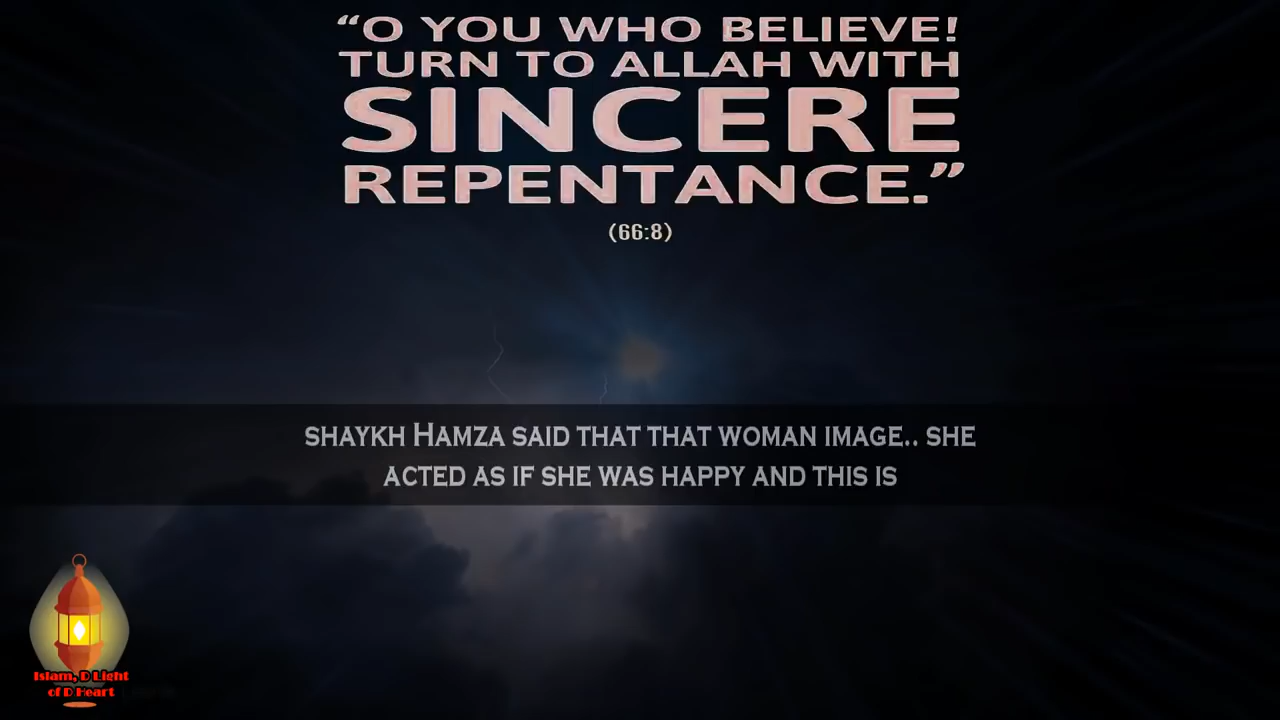 “O YOU WHO BELIEVE!
TURN TO ALLAH WITH
SINCERE
REPENTANCE.”
(66:8)
SHAYKH HAMZA SAID THAT THAT WOMAN IMAGE.. SHE
ACTED AS IF SHE WAS HAPPY AND THIS IS
Islam, D Light
of D Heart